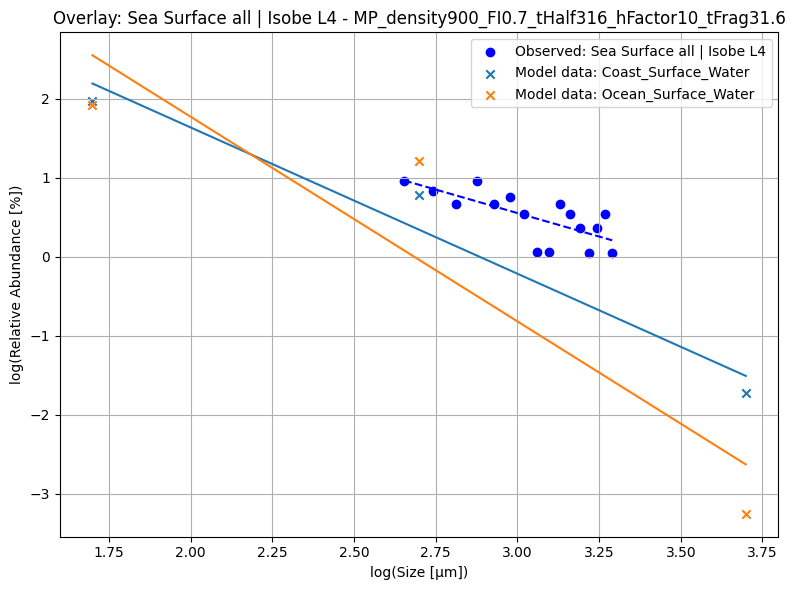 Overlay: Sea Surface all | Isobe L4 - MP_density900_FI0.7_tHalf316_hFactor10_tFrag31.6
Observed: Sea Surface all | Isobe L4
Model data: Coast_Surface_Water
Model data: Ocean_Surface_Water
log(Relative Abundance [%])
2
1
0
−1
−2
−3
1.75 2.00 2.25 2.50 2.75 3.00 3.25 3.50 3.75
log(Size [μm])